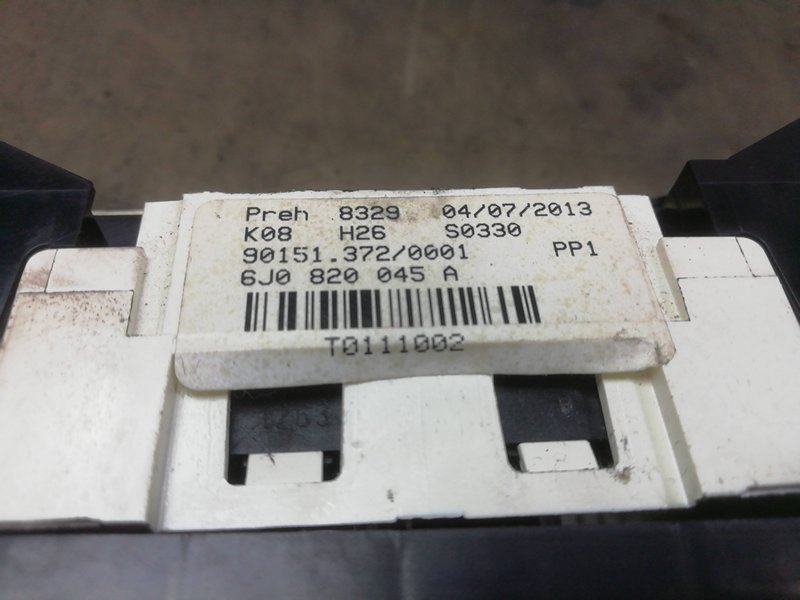 Preh 8329 04/07/2013
K08 H26 S0330
90151.372/0001 PP1
6J0 820 045 A
T0111002